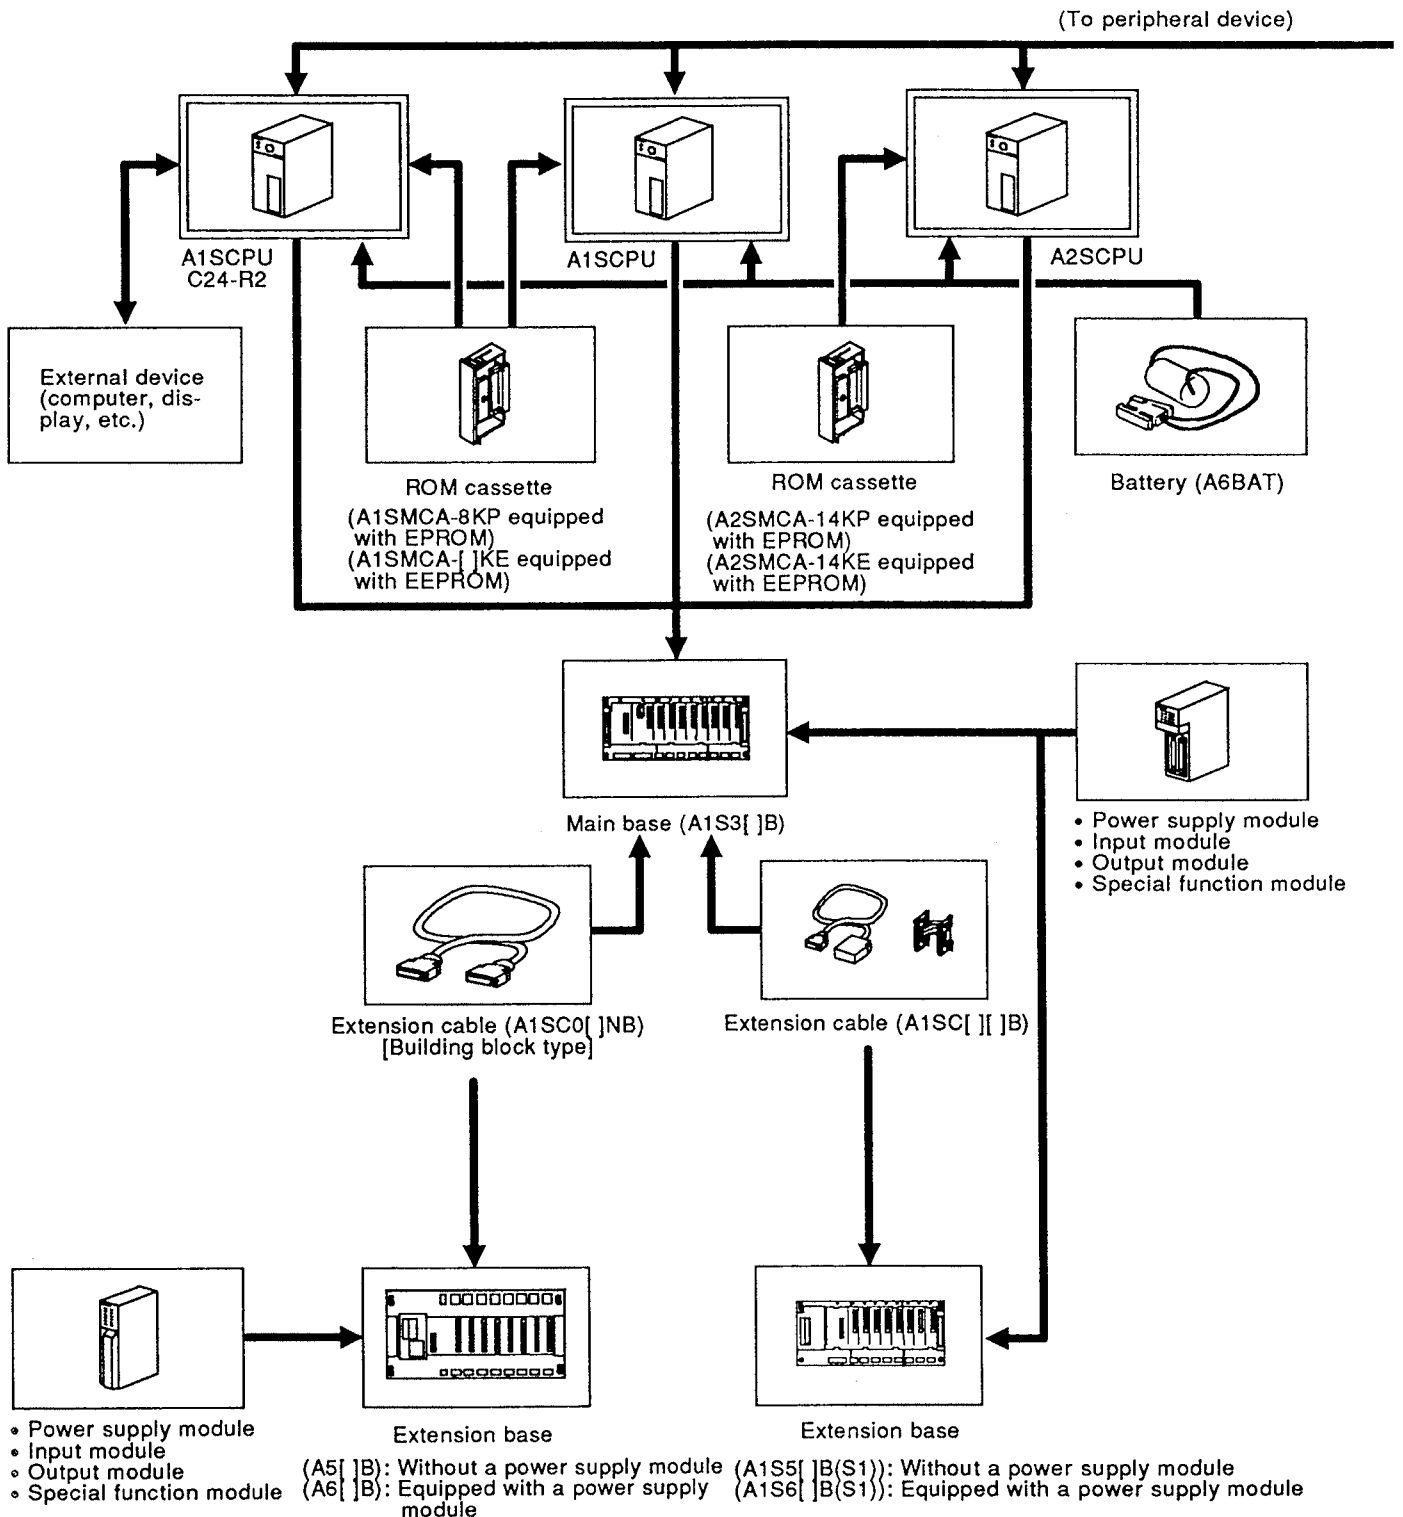 (To peripheral device)
A1SCPU
C24-R2
A1SCPU
A2SCPU
External device
(computer, dis-
play, etc.)
ROM cassette
(A1SMCA-8KP equipped
with EPROM)
(A1SMCA-[ ]KE equipped
with EEPROM)
ROM cassette
(A2SMCA-14KP equipped
with EPROM)
(A2SMCA-14KE equipped
with EEPROM)
Battery (A6BAT)
Main base (A1S3[ ]B)
• Power supply module
• Input module
• Output module
• Special function module
Extension cable (A1SC0[ ]NB)
[Building block type]
Extension cable (A1SC[ ][ ]B)
• Power supply module
• Input module
• Output module
• Special function module
Extension base
(A5[ ]B): Without a power supply module
(A6[ ]B): Equipped with a power supply
module
Extension base
(A1S5[ ]B(S1)): Without a power supply module
(A1S6[ ]B(S1)): Equipped with a power supply module